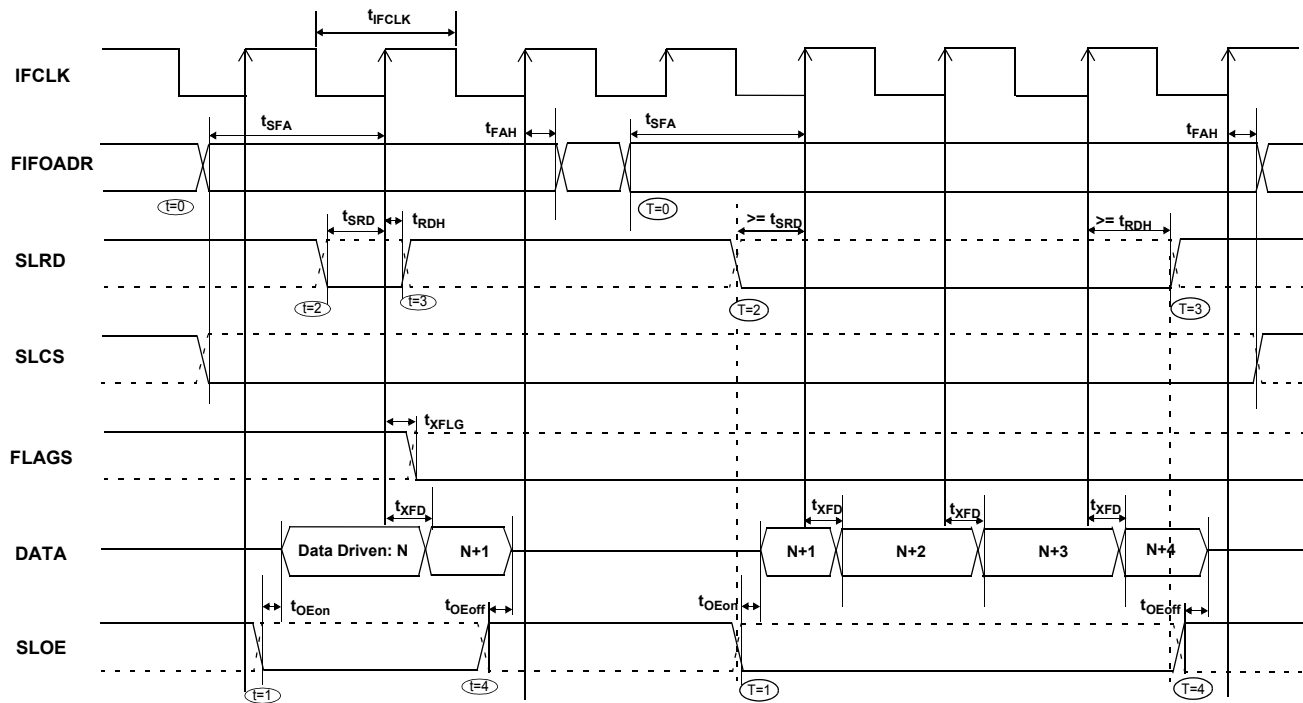 tIFCLK
IFCLK
tSFA
tFAH
tSFA
tFAH
FIFOADR
t=0
T=0
tSRD
tRDH
>= tSRD
>= tRDH
SLRD
t=2
t=3
T=2
T=3
SLCS
tXFLG
FLAGS
tXFD
tXFD
tXFD
tXFD
DATA
Data Driven: N
N+1
N+1
N+2
N+3
N+4
tOEon
tOEoff
tOEon
tOEoff
SLOE
t=1
t=4
T=1
T=4